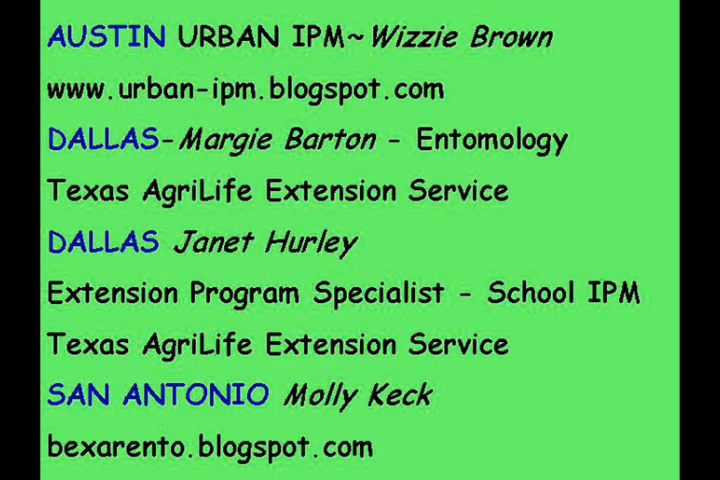 AUSTIN URBAN IPM~Wizzie Brown
www.urban-ipm.blogspot.com
DALLAS-Margie Barton - Entomology
Texas AgriLife Extension Service
DALLAS Janet Hurley
Extension Program Specialist - School IPM
Texas AgriLife Extension Service
SAN ANTONIO Molly Keck
bexarento.blogspot.com